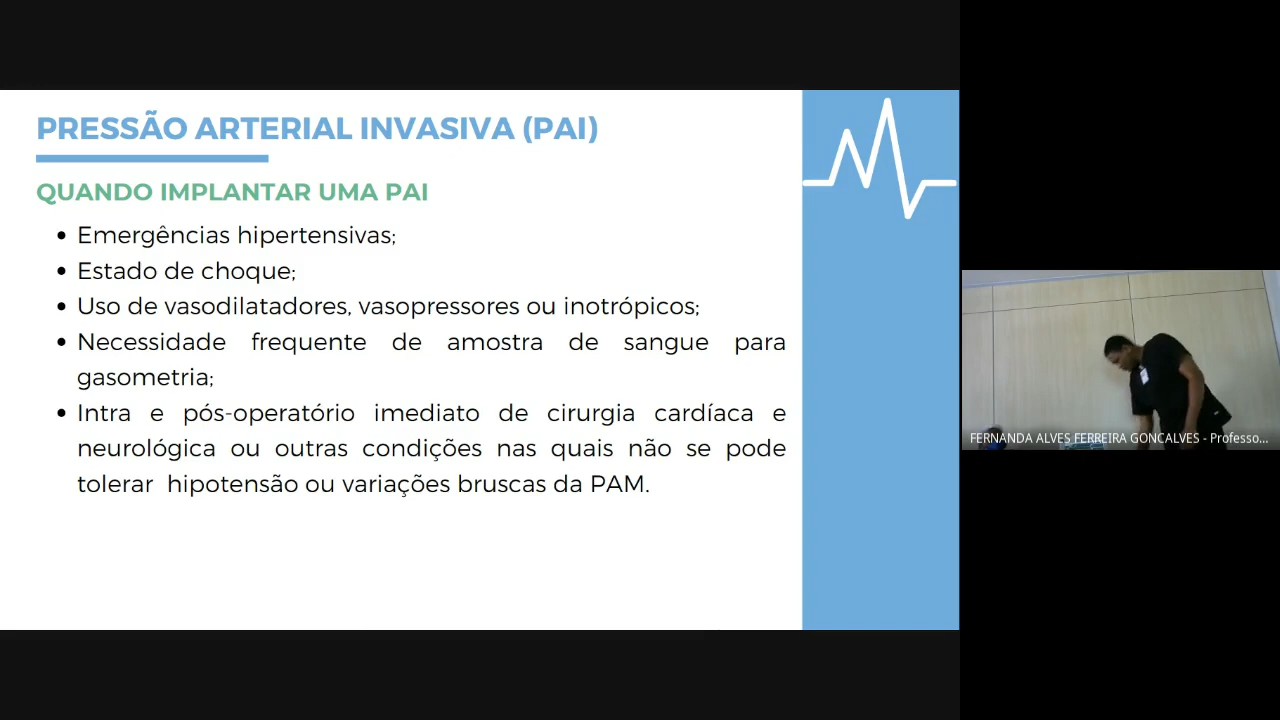 PRESSÃO ARTERIAL INVASIVA (PAI)
QUANDO IMPLANTAR UMA PAI
• Emergências hipertensivas;
• Estado de choque;
• Uso de vasodilatadores, vasopressores ou inotrópicos;
• Necessidade frequente de amostra de sangue para
gasometria;
• Intra e pós-operatório imediato de cirurgia cardíaca e
neurológica ou outras condições nas quais não se pode
tolerar hipotensão ou variações bruscas da PAM.
FERNANDA ALVES FERREIRA GONCALVES - Professo...